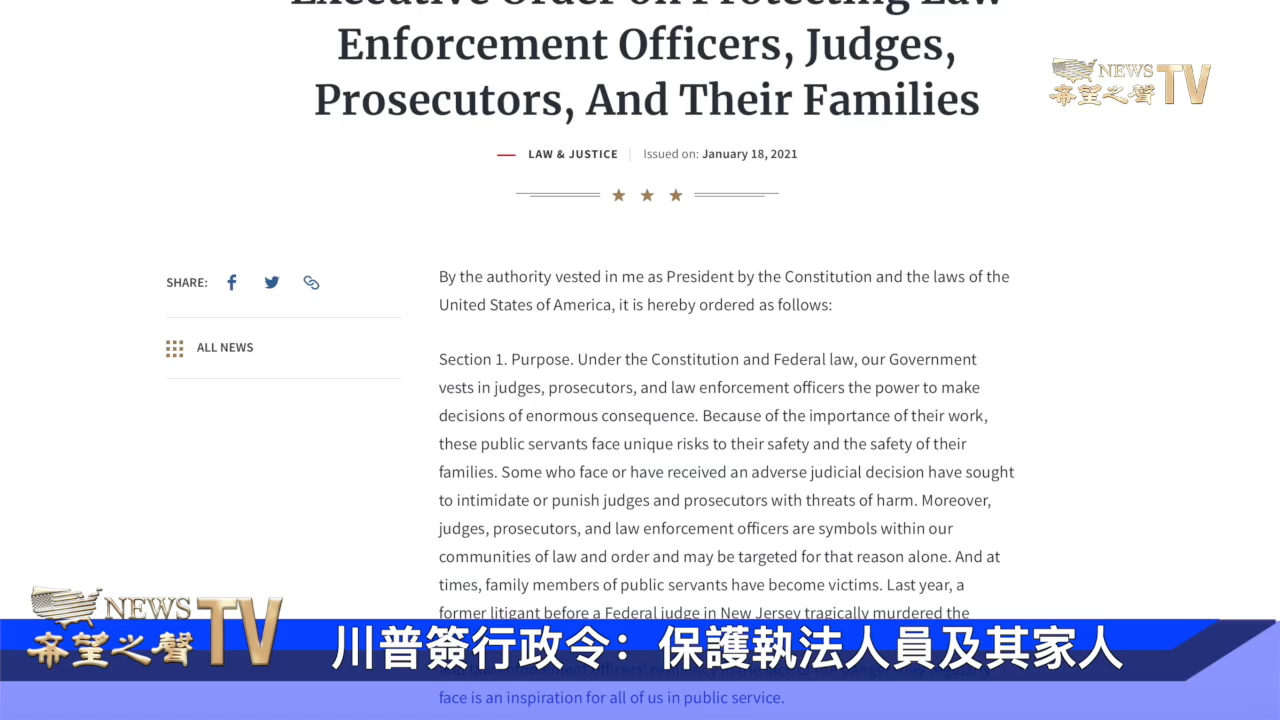 Executive Order on Protecting Law
Enforcement Officers, Judges,
Prosecutors, And Their Families
NEWS
希望之聲 TV
LAW & JUSTICE
Issued on: January 18, 2021
SHARE:
ALL NEWS
By the authority vested in me as President by the Constitution and the laws of the
United States of America, it is hereby ordered as follows:
Section 1. Purpose. Under the Constitution and Federal law, our Government
vests in judges, prosecutors, and law enforcement officers the power to make
decisions of enormous consequence. Because of the importance of their work,
these public servants face unique risks to their safety and the safety of their
families. Some who face or have received an adverse judicial decision have sought
to intimidate or punish judges and prosecutors with threats of harm. Moreover,
judges, prosecutors, and law enforcement officers are symbols within our
communities of law and order and may be targeted for that reason alone. And at
times, family members of public servants have become victims. Last year, a
former litigant before a Federal judge in New Jersey tragically murdered the
NEWS
希望之聲 TV
川普簽行政令：保護執法人員及其家人
face is an inspiration for all of us in public service.